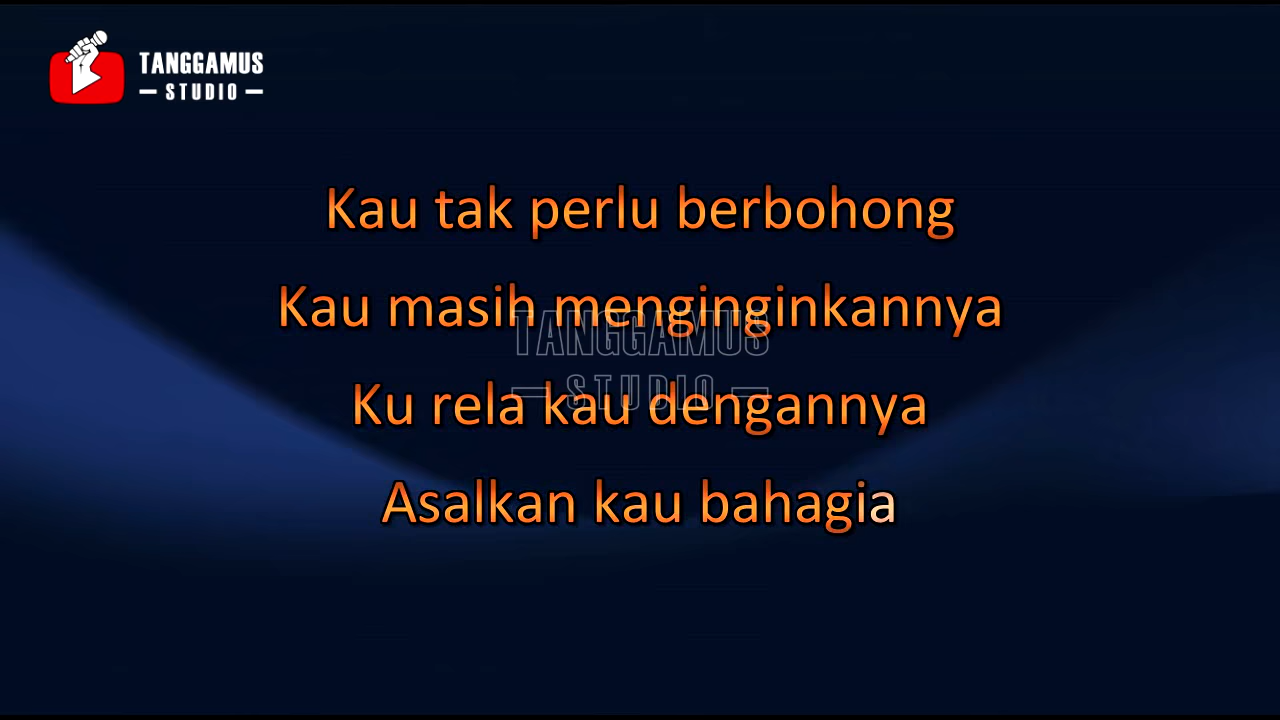 TANGGAMUS
STUDIO
Kau tak perlu berbohong
Kau masih menginginkannya
TANGGAMUS
Ku rela kau dengannya
STUDIO
Asalkan kau bahagia